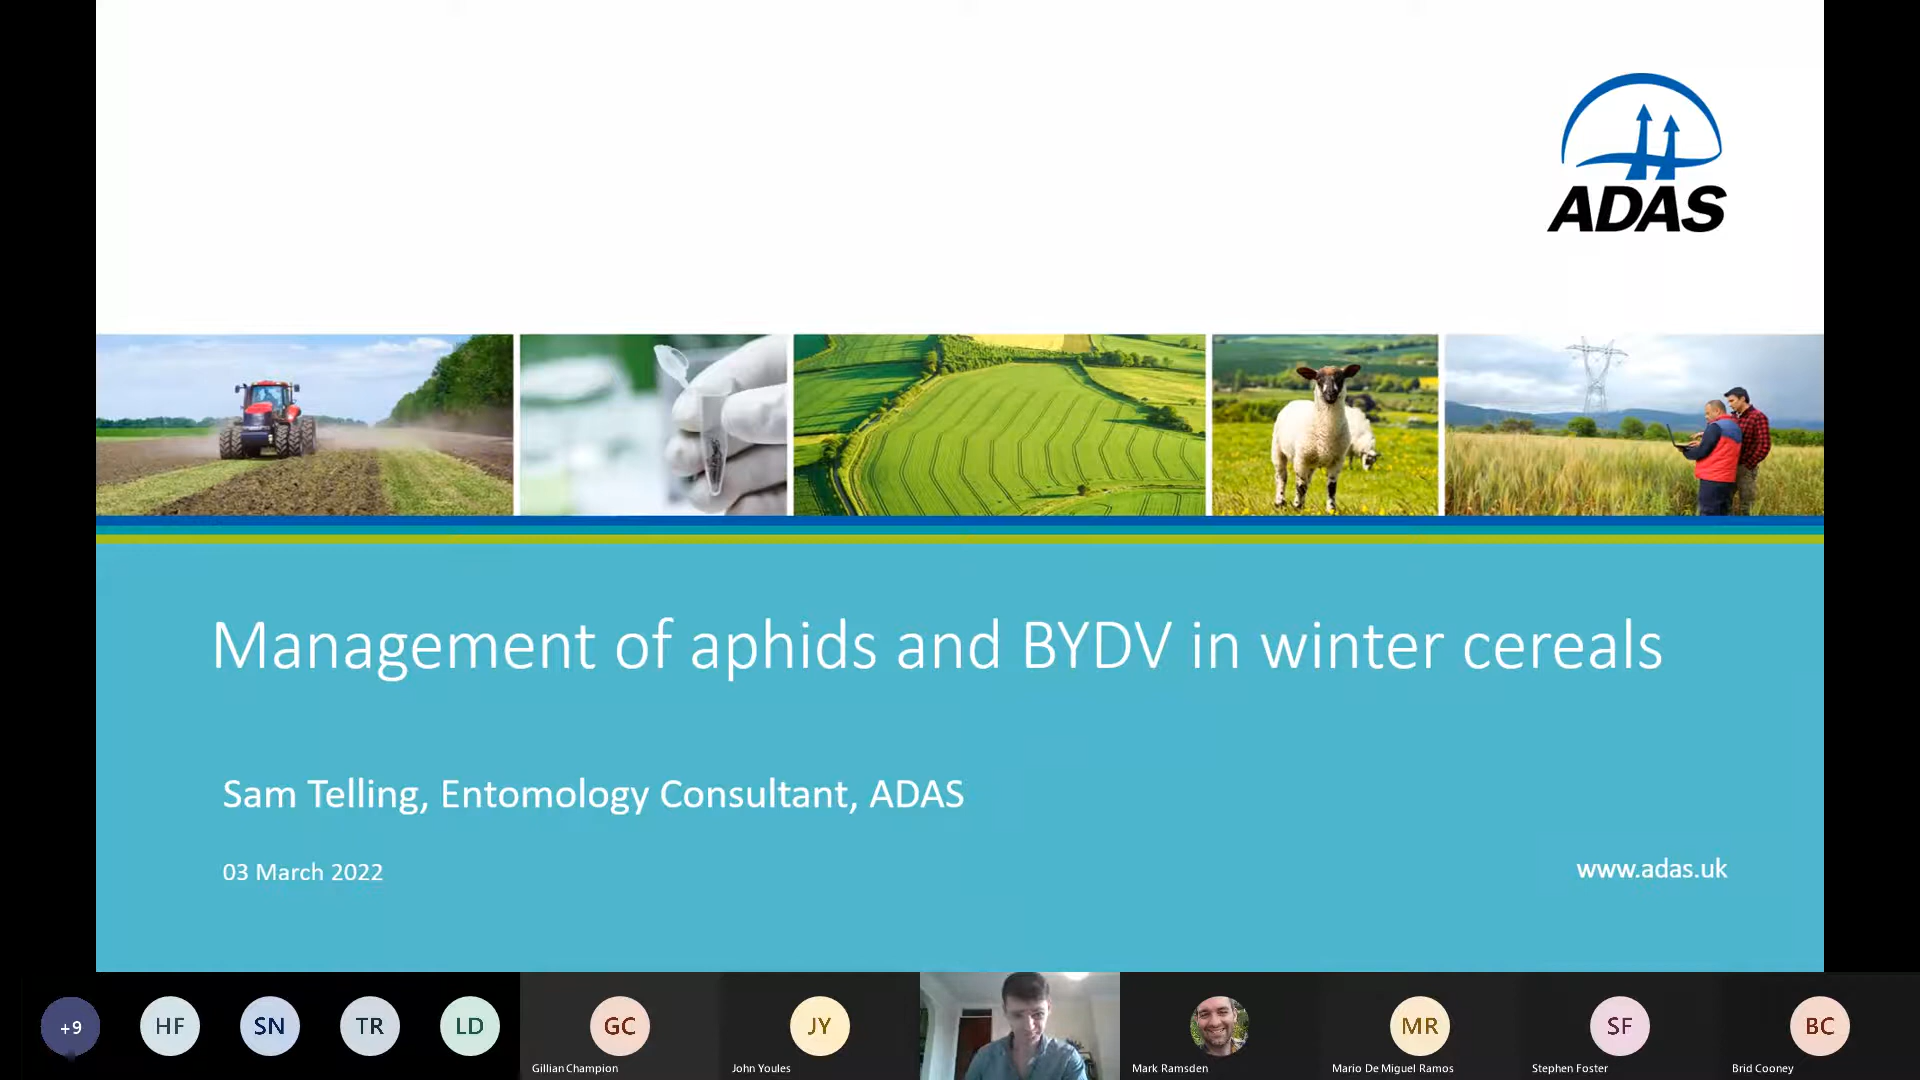 ADAS
Management of aphids and BYDV in winter cereals
Sam Telling, Entomology Consultant, ADAS
03 March 2022
www.adas.uk
+9
HF
SN
TR
LD
GC
JY
MR
SF
BC
Gillian Champion
John Youles
Mark Ramsden
Mario De Miguel Ramos
Stephen Foster
Brid Cooney